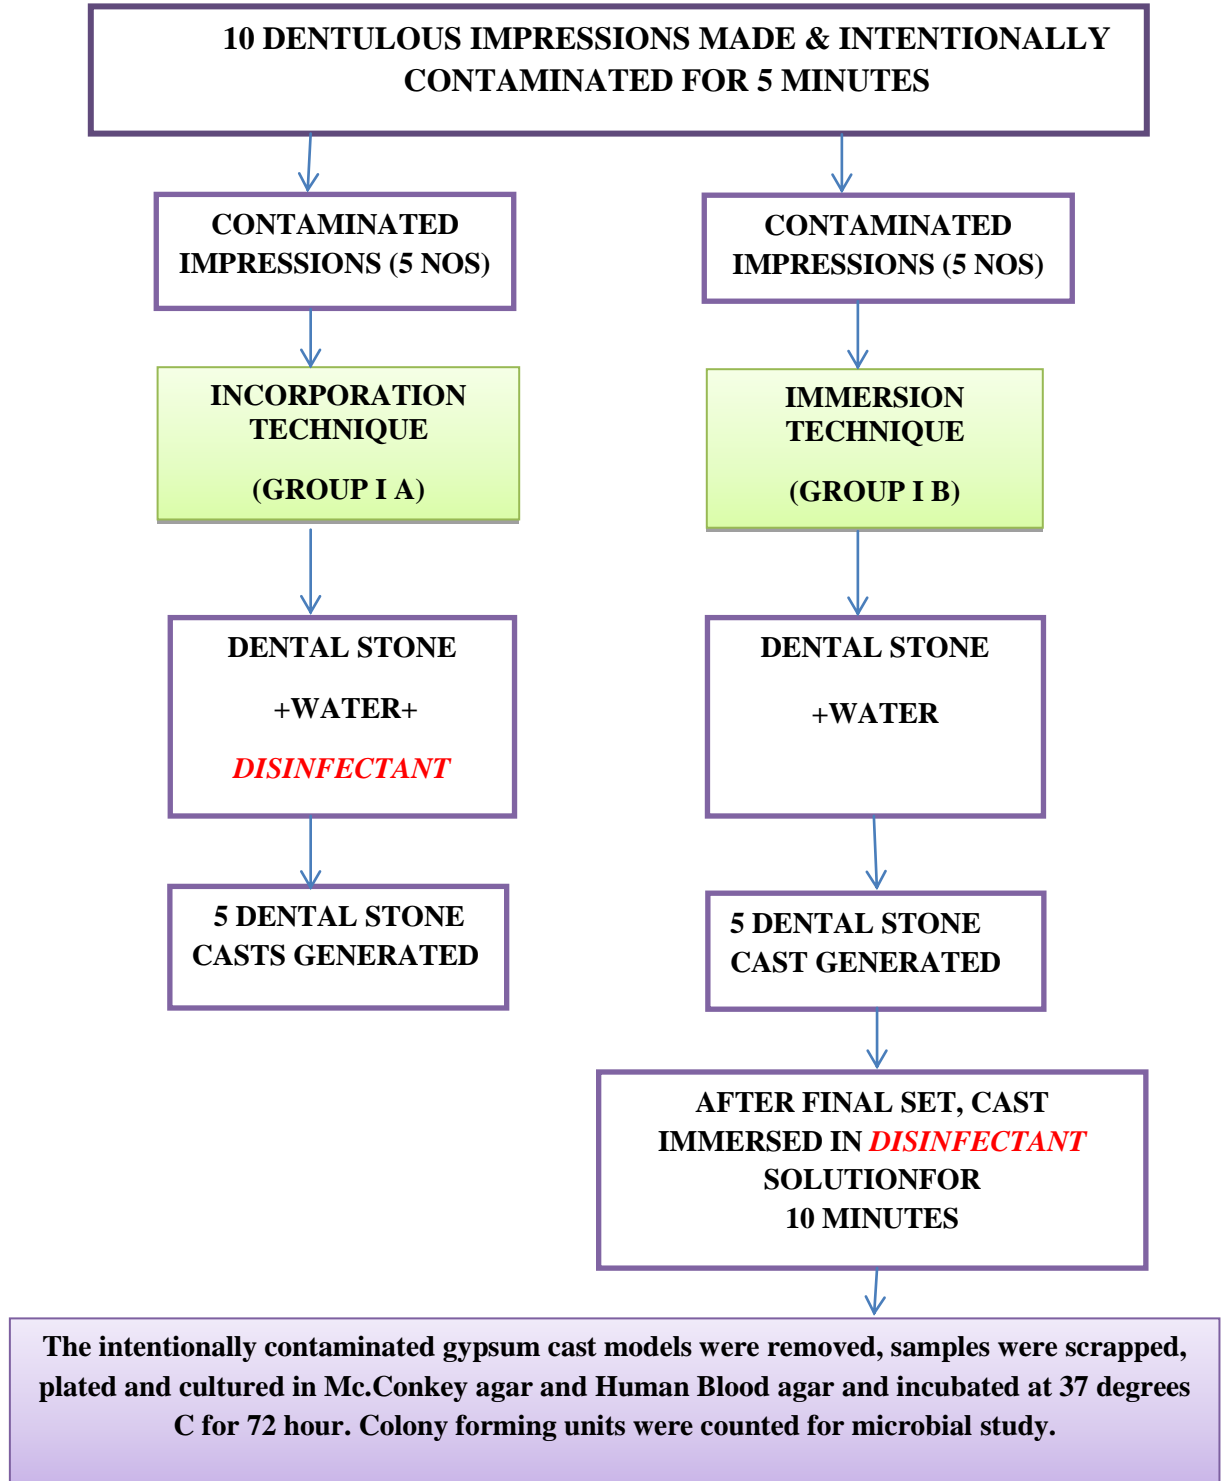 10 DENTULOUS IMPRESSIONS MADE & INTENTIONALLY
CONTAMINATED FOR 5 MINUTES
CONTAMINATED
IMPRESSIONS (5 NOS)
CONTAMINATED
IMPRESSIONS (5 NOS)
INCORPORATION
TECHNIQUE
(GROUP I A)
IMMERSION
TECHNIQUE
(GROUP I B)
DENTAL STONE
+WATER+
DISINFECTANT
DENTAL STONE
+WATER
5 DENTAL STONE
CASTS GENERATED
5 DENTAL STONE
CAST GENERATED
AFTER FINAL SET, CAST
IMMERSED IN DISINFECTANT
SOLUTIONFOR
10 MINUTES
The intentionally contaminated gypsum cast models were removed, samples were scrapped,
plated and cultured in Mc.Conkey agar and Human Blood agar and incubated at 37 degrees
C for 72 hour. Colony forming units were counted for microbial study.